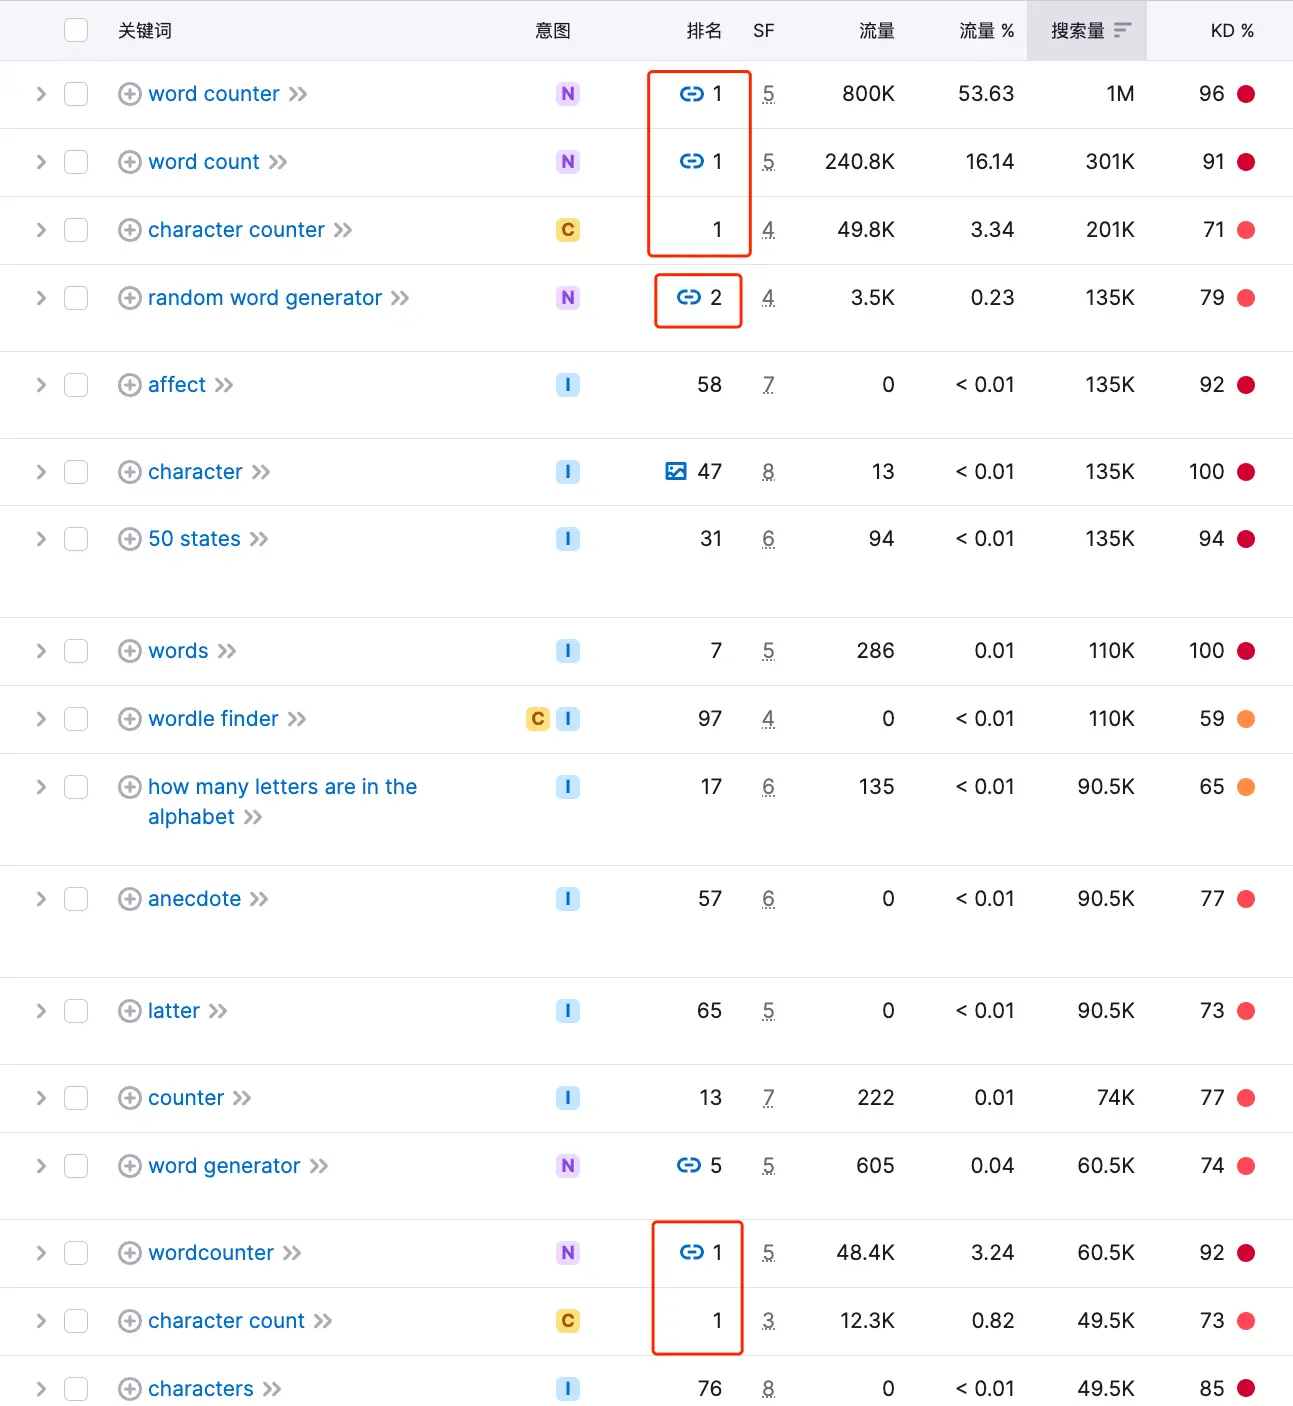 关键词 意图 排名 SF 流量 流量 % 搜索量 KD %
word counter N 1 5 800K 53.63 1M 96
word count N 1 5 240.8K 16.14 301K 91
character counter C 1 4 49.8K 3.34 201K 71
random word generator N 2 4 3.5K 0.23 135K 79
affect I 58 7 0 < 0.01 135K 92
character I 47 8 13 < 0.01 135K 100
50 states I 31 6 94 < 0.01 135K 94
words I 7 5 286 0.01 110K 100
wordle finder C I 97 4 0 < 0.01 110K 59
how many letters are in the I 17 6 135 < 0.01 90.5K 65
alphabet
anecdote I 57 6 0 < 0.01 90.5K 77
latter I 65 5 0 < 0.01 90.5K 73
counter I 13 7 222 0.01 74K 77
word generator N 5 5 605 0.04 60.5K 74
wordcounter N 1 5 48.4K 3.24 60.5K 92
character count C 1 3 12.3K 0.82 49.5K 73
characters I 76 8 0 < 0.01 49.5K 85